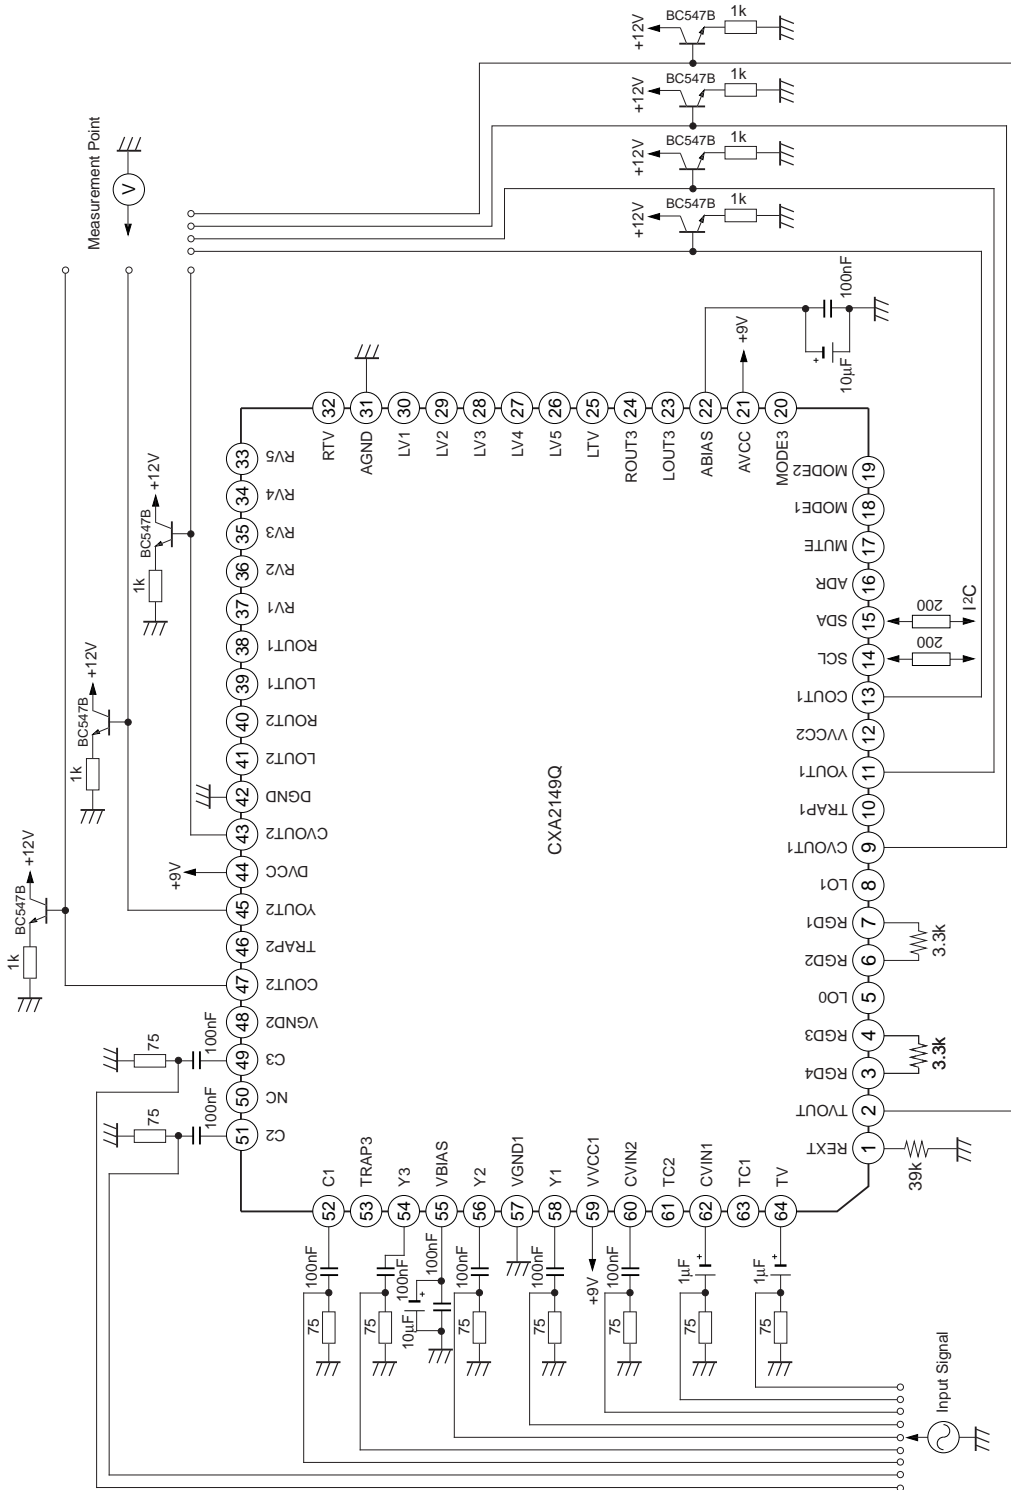 BC547B
1k
+12V
BC547B
1k
+12V
BC547B
1k
+12V
BC547B
1k
+12V
Measurement Point
V
100nF
10µF
+9V
32
RTV
31
AGND
30
LV1
29
LV2
28
LV3
27
LV4
26
LV5
25
LTV
24
ROUT3
23
LOUT3
22
ABIAS
21
AVCC
20
MODE3
33
RV5
34
RV4
35
RV3
36
RV2
37
RV1
38
ROUT1
39
LOUT1
40
ROUT2
41
LOUT2
42
DGND
43
CVOUT2
44
DVCC
45
YOUT2
46
TRAP2
47
COUT2
48
VGND2
49
C3
50
NC
51
C2
+12V
BC547B
1k
+12V
BC547B
1k
+9V
+12V
BC547B
1k
75
100nF
75
100nF
CXA2149Q
19
MODE2
18
MODE1
17
MUTE
16
ADR
15
SDA
14
SCL
13
COUT1
12
VVCC2
11
YOUT1
10
TRAP1
9
CVOUT1
8
LO1
7
RGD1
6
RGD2
5
LO0
4
RGD3
3
RGD4
2
TVOUT
1
REXT
200
I2C
200
3.3k
3.3k
39k
C1
52
TRAP3
53
Y3
54
VBIAS
55
Y2
56
VGND1
57
Y1
58
VVCC1
59
CVIN2
60
TC2
61
CVIN1
62
TC1
63
TV
64
100nF
75
100nF
75
10µF
100nF
100nF
75
100nF
75
+9V
100nF
75
1µF
75
1µF
75
Input Signal